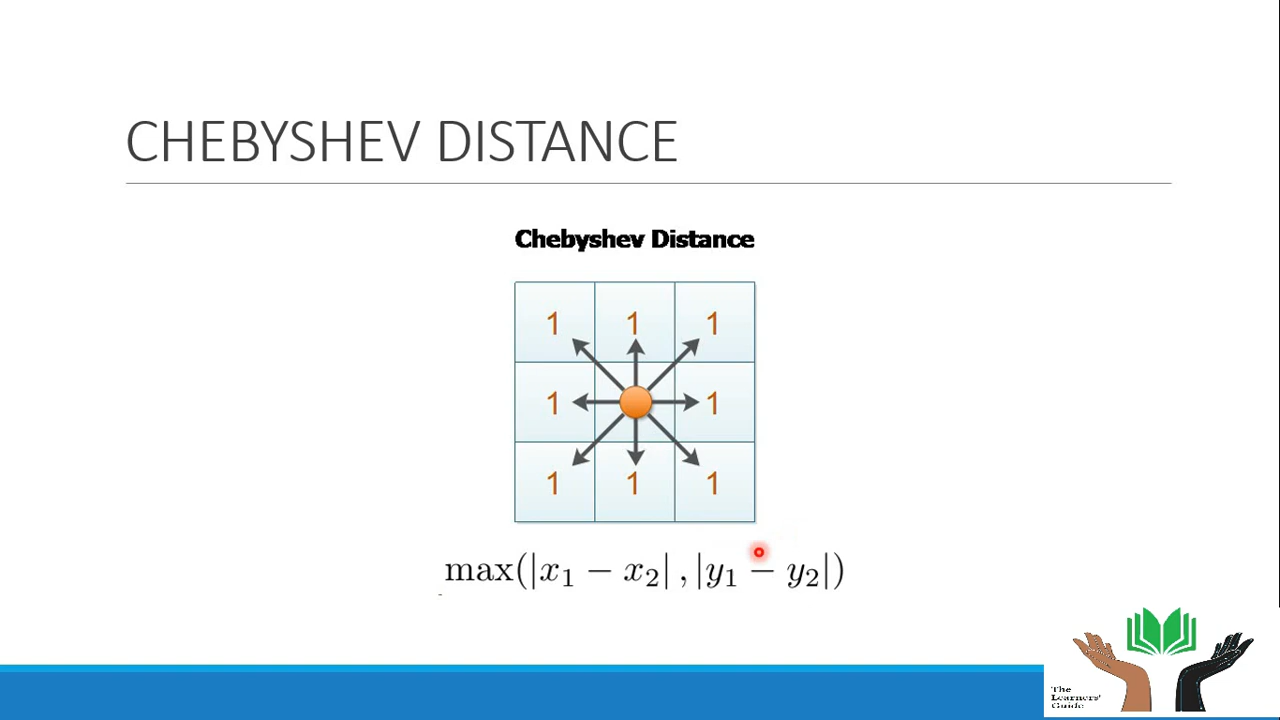 CHEBYSHEV DISTANCE
Chebyshev Distance
1 1 1
1 1
1 1 1
max(|x₁ − x₂| , |y₁ − y₂|)
The
Learners'
Guide